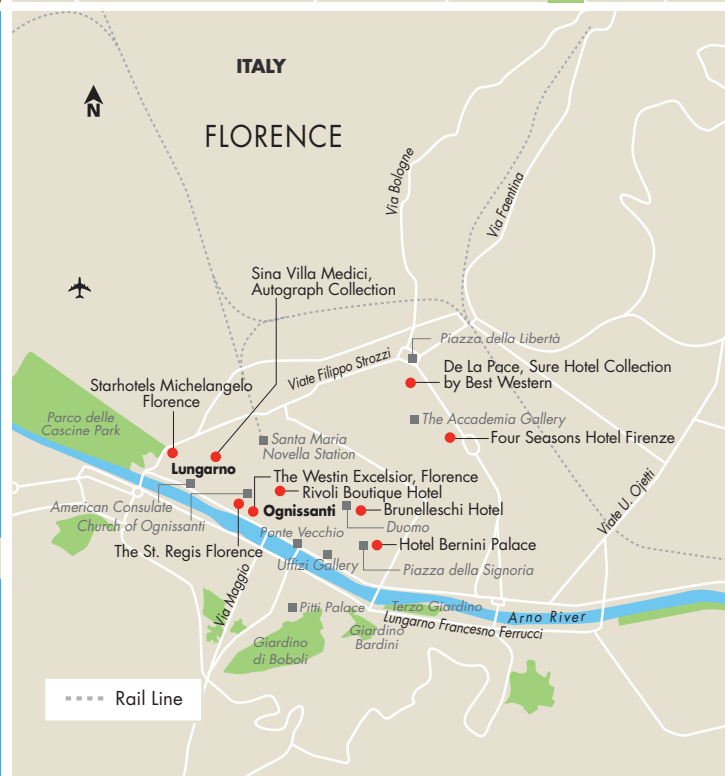 ITALY
N
FLORENCE
Via Bologne
Via Faentina
Sina Villa Medici,
Autograph Collection
Piazza della Libertà
Viate Filippo Strozzi
De La Pace, Sure Hotel Collection
by Best Western
Starhotels Michelangelo
Florence
Parco delle
Cascine Park
The Accademia Gallery
Santa Maria
Novella Station
Four Seasons Hotel Firenze
Lungarno
The Westin Excelsior, Florence
Rivoli Boutique Hotel
Viate U. Ojetti
American Consulate
Ognissanti
Brunelleschi Hotel
Church of Ognissanti
Duomo
Ponte Vecchio
The St. Regis Florence
Hotel Bernini Palace
Uffizi Gallery
Piazza della Signoria
Via Maggio
Pitti Palace
Terzo Giardino
Arno River
Lungarno Francesno Ferrucci
Giardino
Bardini
Giardino
di Boboli
Rail Line